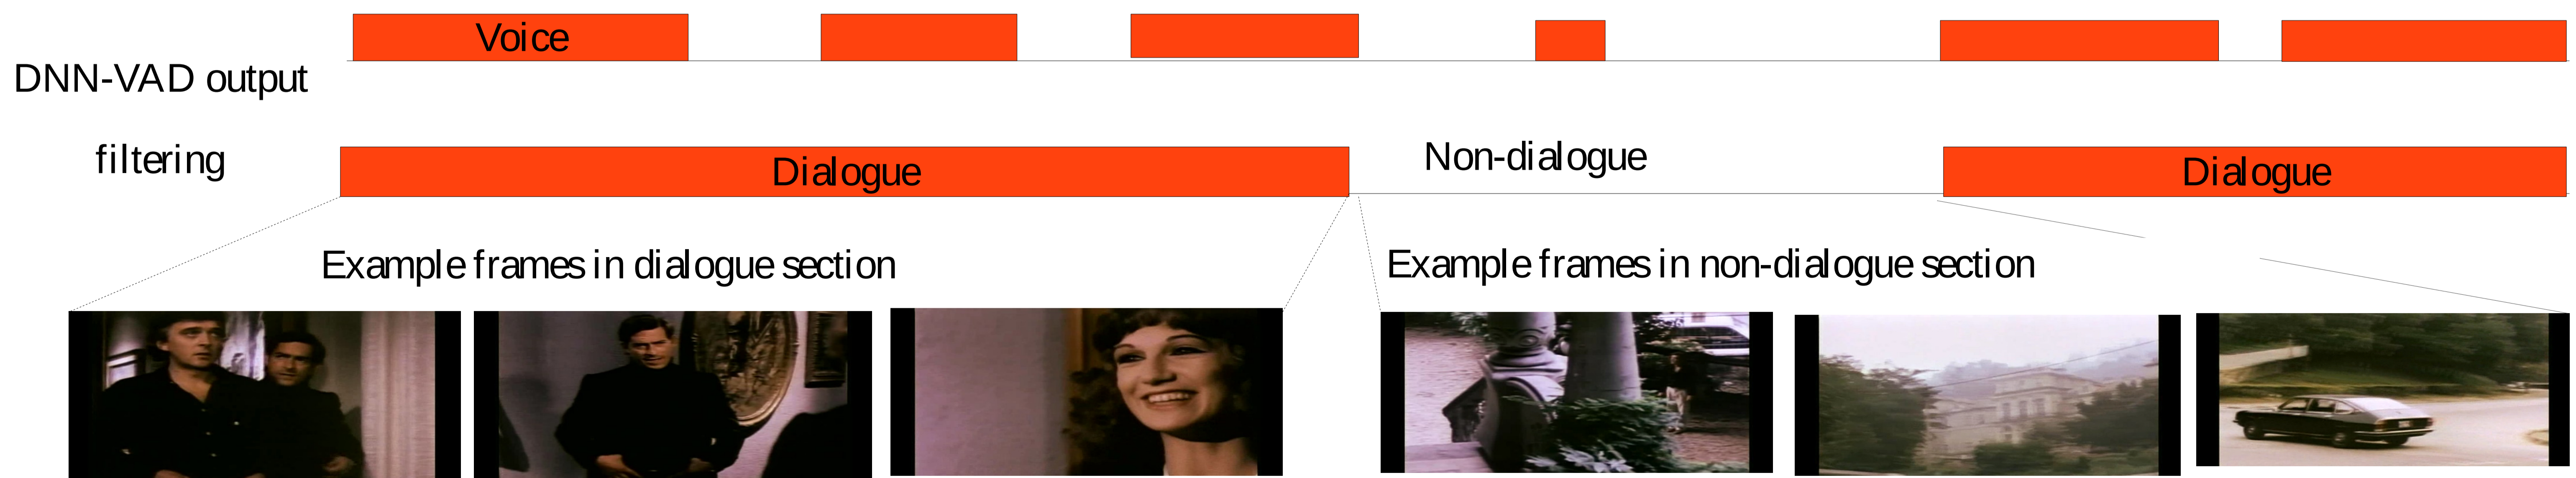 Voice
DNN-VAD output
filtering
Dialogue
Non-dialogue
Dialogue
Example frames in dialogue section
Example frames in non-dialogue section